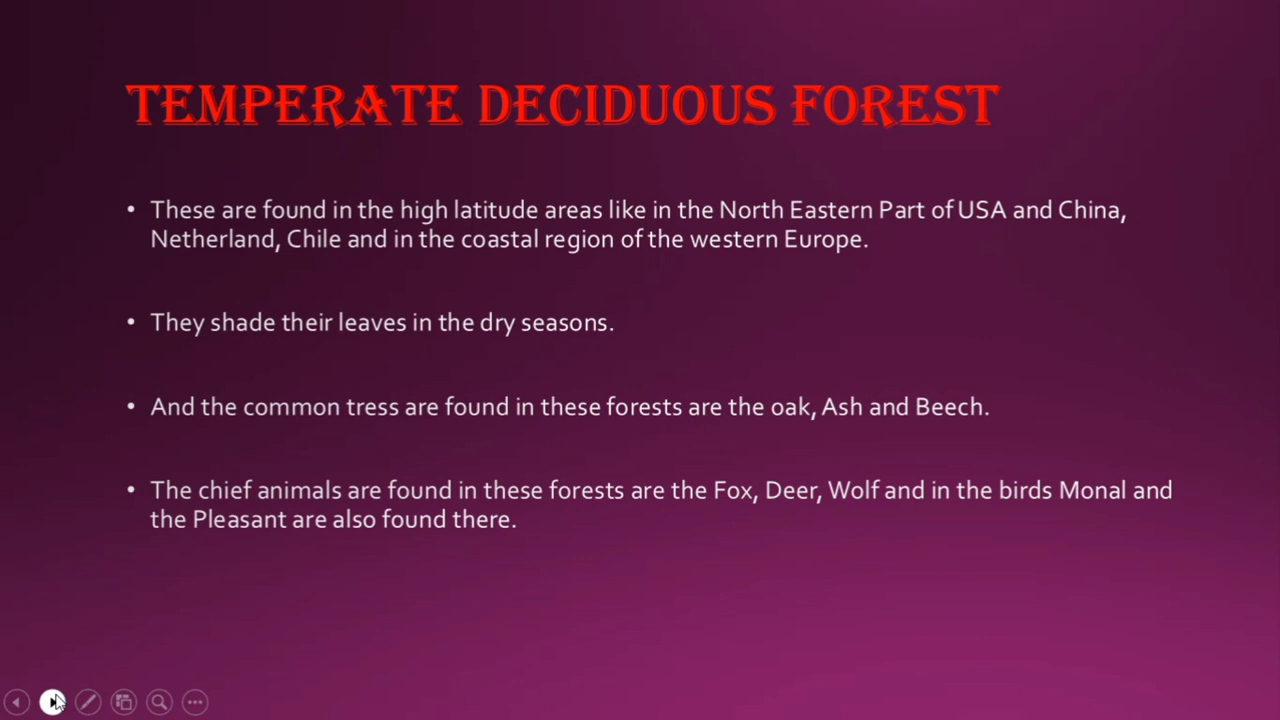 TEMPERATE DECIDUOUS FOREST
• These are found in the high latitude areas like in the North Eastern Part of USA and China,
Netherland, Chile and in the coastal region of the western Europe.
• They shade their leaves in the dry seasons.
• And the common tress are found in these forests are the oak, Ash and Beech.
• The chief animals are found in these forests are the Fox, Deer, Wolf and in the birds Monal and
the Pleasant are also found there.